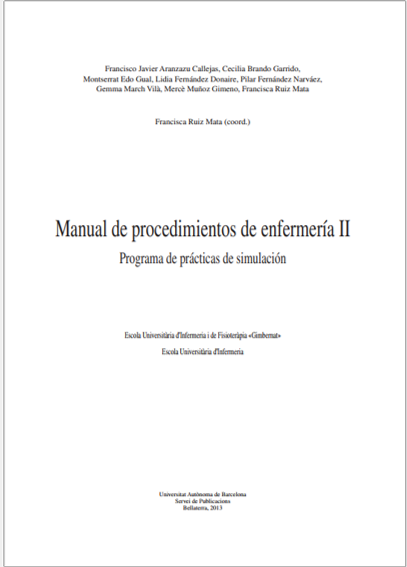 Francisco Javier Aranzazu Callejas, Cecilia Brando Garrido,
Montserrat Edo Gual, Lidia Fernández Donaire, Pilar Fernández Narváez,
Gemma March Vilà, Mercè Muñoz Gimeno, Francisca Ruiz Mata
Francisca Ruiz Mata (coord.)
Manual de procedimientos de enfermería II
Programa de prácticas de simulación
Escola Universitària d'Infermeria i de Fisioteràpia «Gimbernat»
Escola Universitària d'Infermeria
Universitat Autònoma de Barcelona
Servei de Publicacions
Bellaterra, 2013